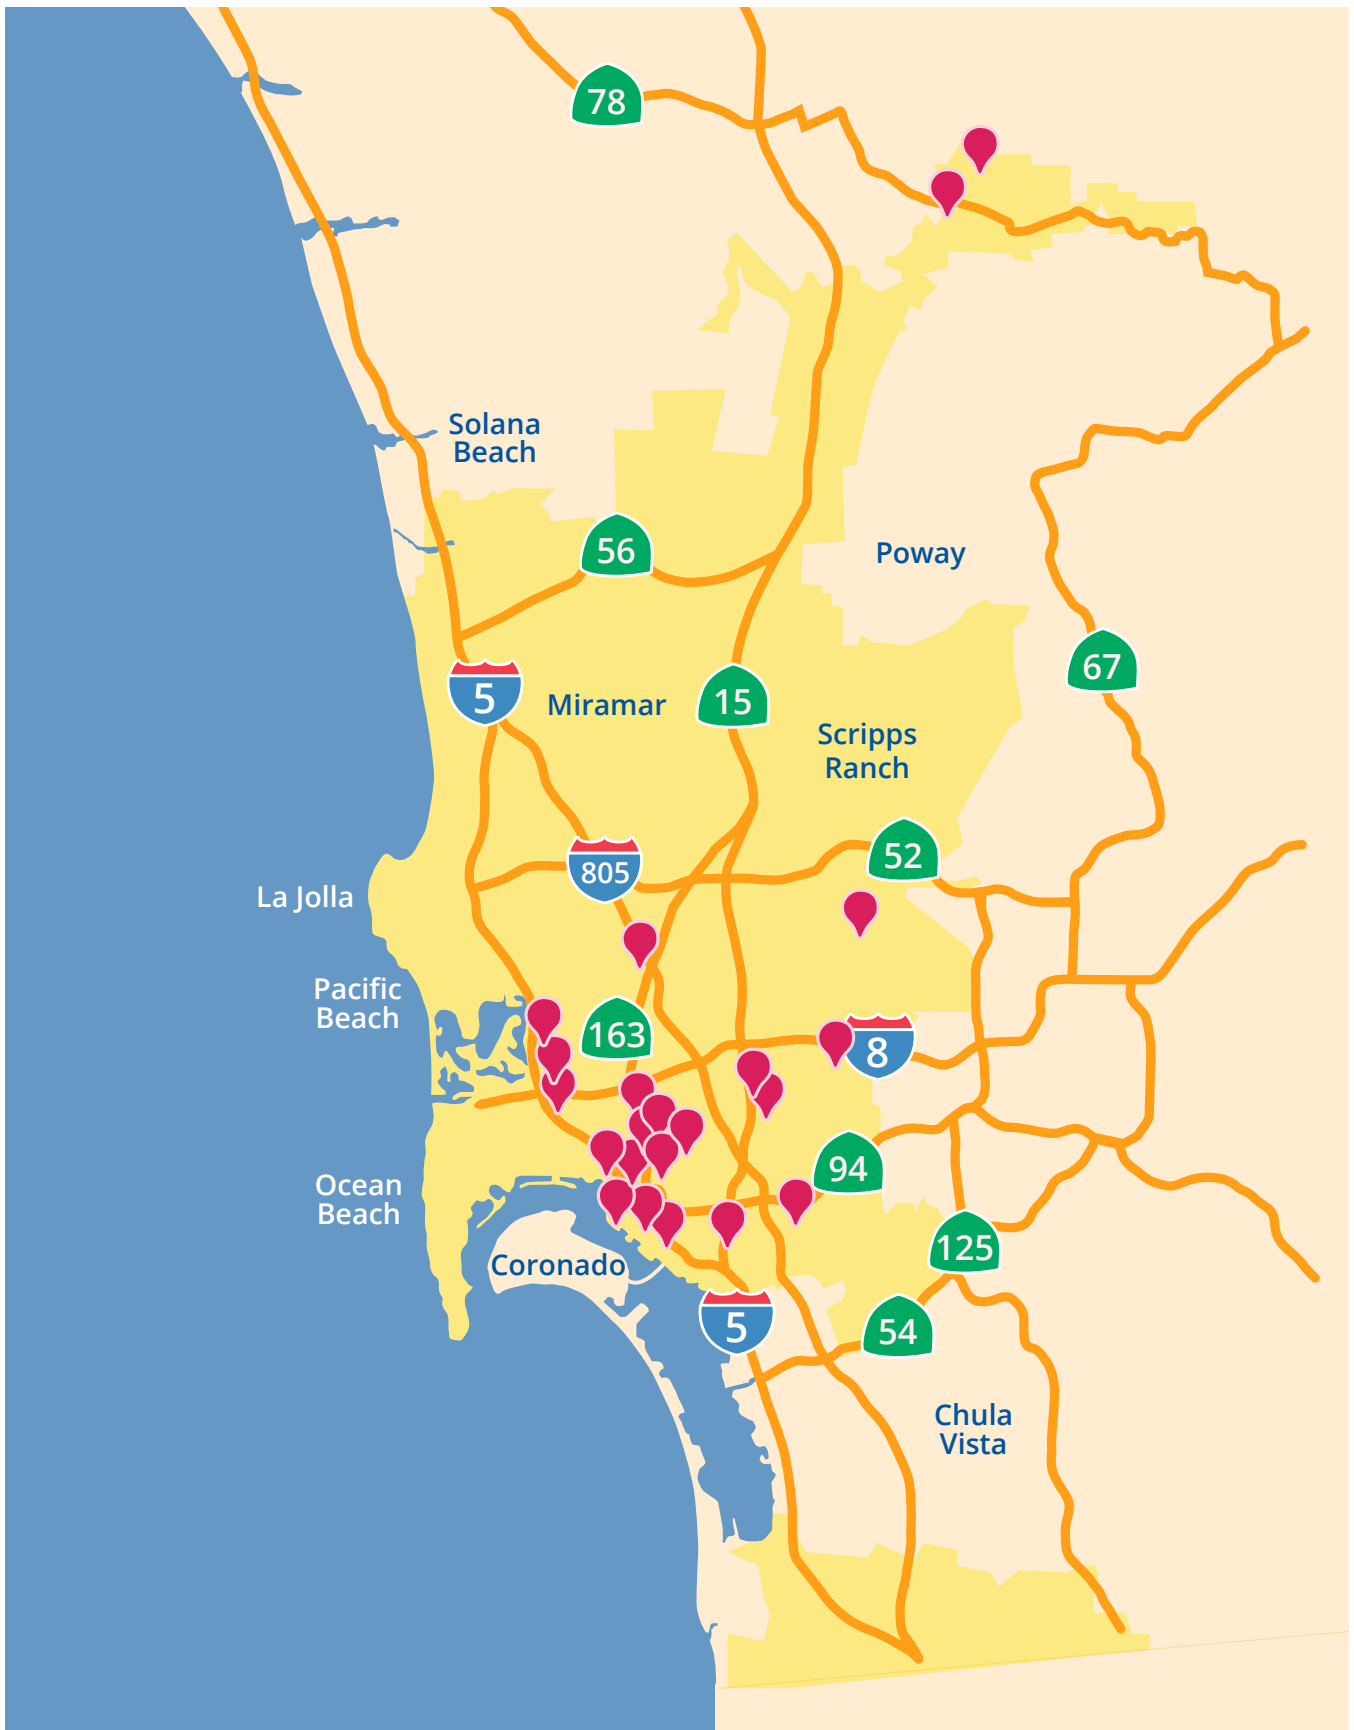 78
Solana
Beach
56
Poway
67
5
Miramar
15
Scripps
Ranch
52
805
La Jolla
Pacific
Beach
163
8
94
Ocean
Beach
125
Coronado
5
54
Chula
Vista